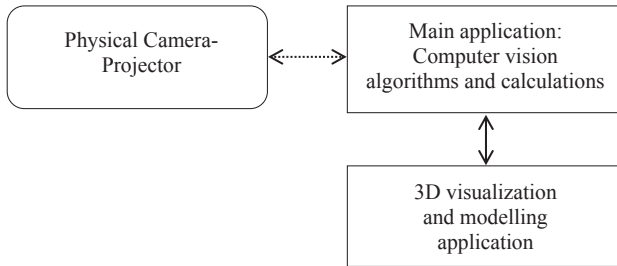 Physical Camera-
Projector
Main application:
Computer vision
algorithms and calculations
3D visualization
and modelling
application